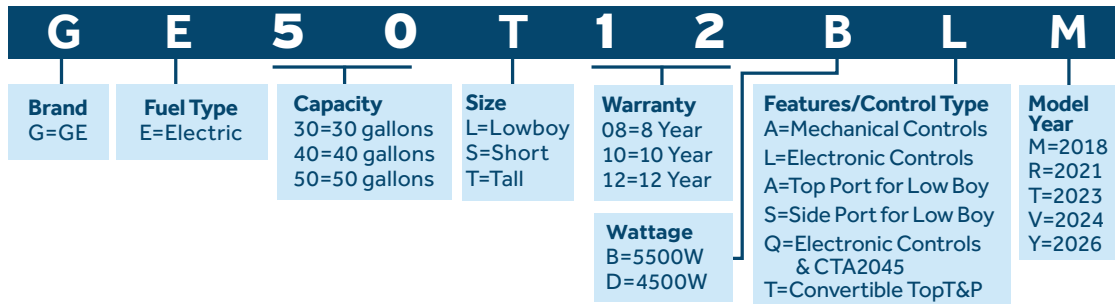 G E 5 0 T 1 2 B L M
Brand
G=GE
Fuel Type
E=Electric
Capacity
30=30 gallons
40=40 gallons
50=50 gallons
Size
L=Lowboy
S=Short
T=Tall
Warranty
08=8 Year
10=10 Year
12=12 Year
Wattage
B=5500W
D=4500W
Features/Control Type
A=Mechanical Controls
L=Electronic Controls
A=Top Port for Low Boy
S=Side Port for Low Boy
Q=Electronic Controls
& CTA2045
T=Convertible TopT&P
Model
Year
M=2018
R=2021
T=2023
V=2024
Y=2026